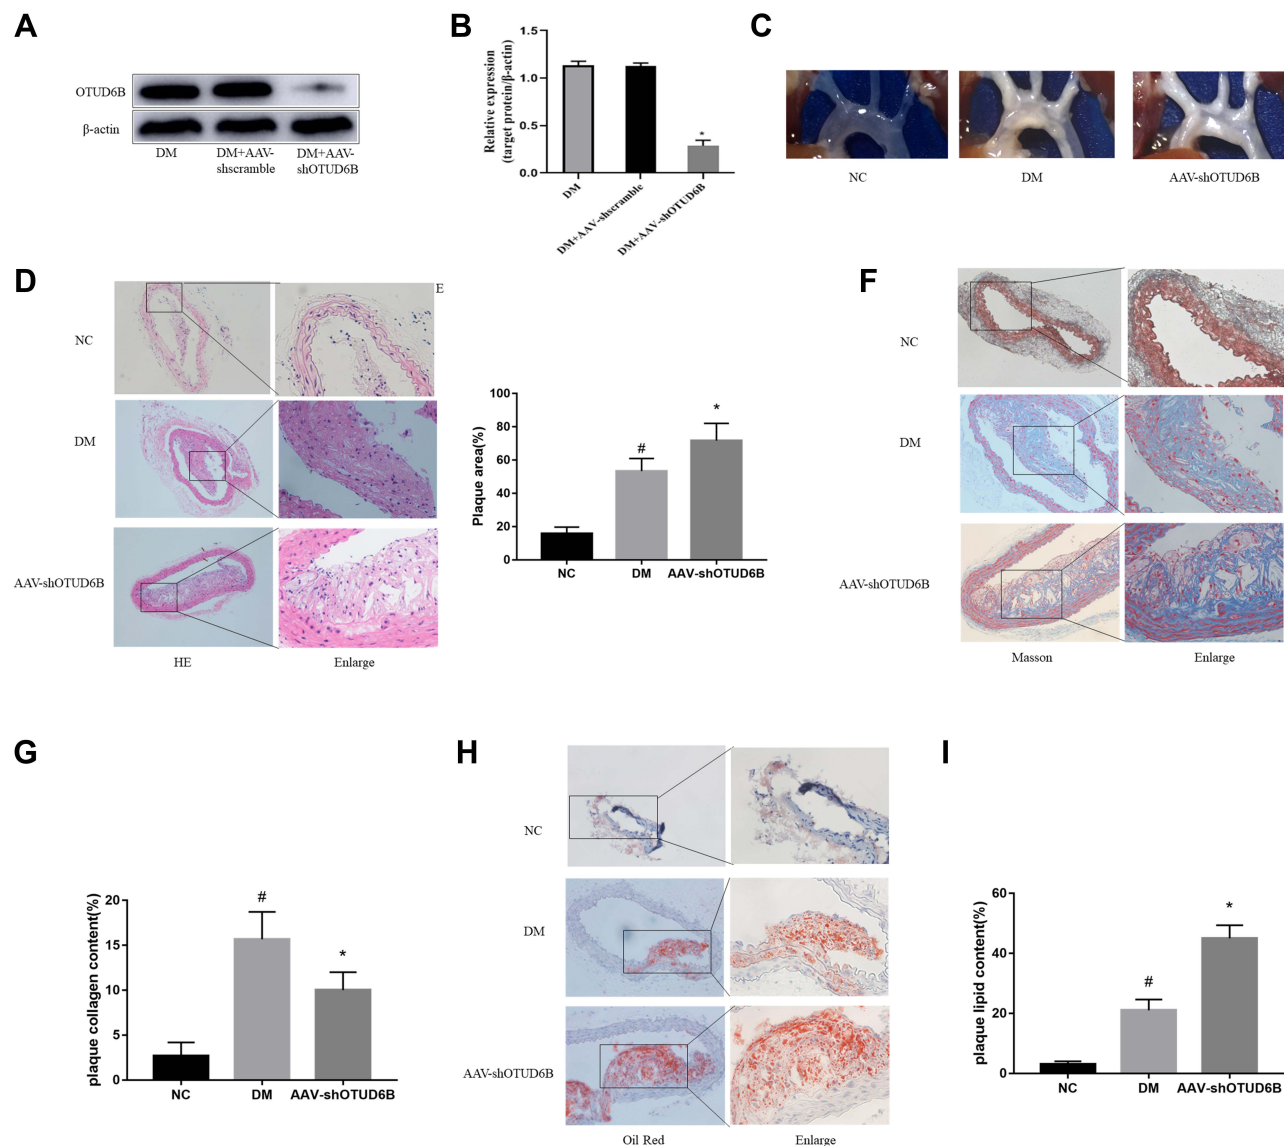 A
OTUD6B
β-actin
DM
DM+AAV-
shscramble
DM+AAV-
shOTUD6B
B
Relative expression
(target protein/β-actin)
1.5
1.0
0.5
0.0
*
DM
DM+AAV-shscramble
DM+AAV-shOTUD6B
C
NC
DM
AAV-shOTUD6B
D
NC
DM
AAV-shOTUD6B
HE
Enlarge
E
Plaque area(%)
100
80
60
40
20
0
#
*
NC
DM
AAV-shOTUD6B
F
NC
DM
AAV-shOTUD6B
Masson
Enlarge
G
plaque collagen content(%)
20
15
10
5
0
#
*
NC
DM
AAV-shOTUD6B
H
NC
DM
AAV-shOTUD6B
Oil Red
Enlarge
I
plaque lipid content(%)
60
40
20
0
#
*
NC
DM
AAV-shOTUD6B